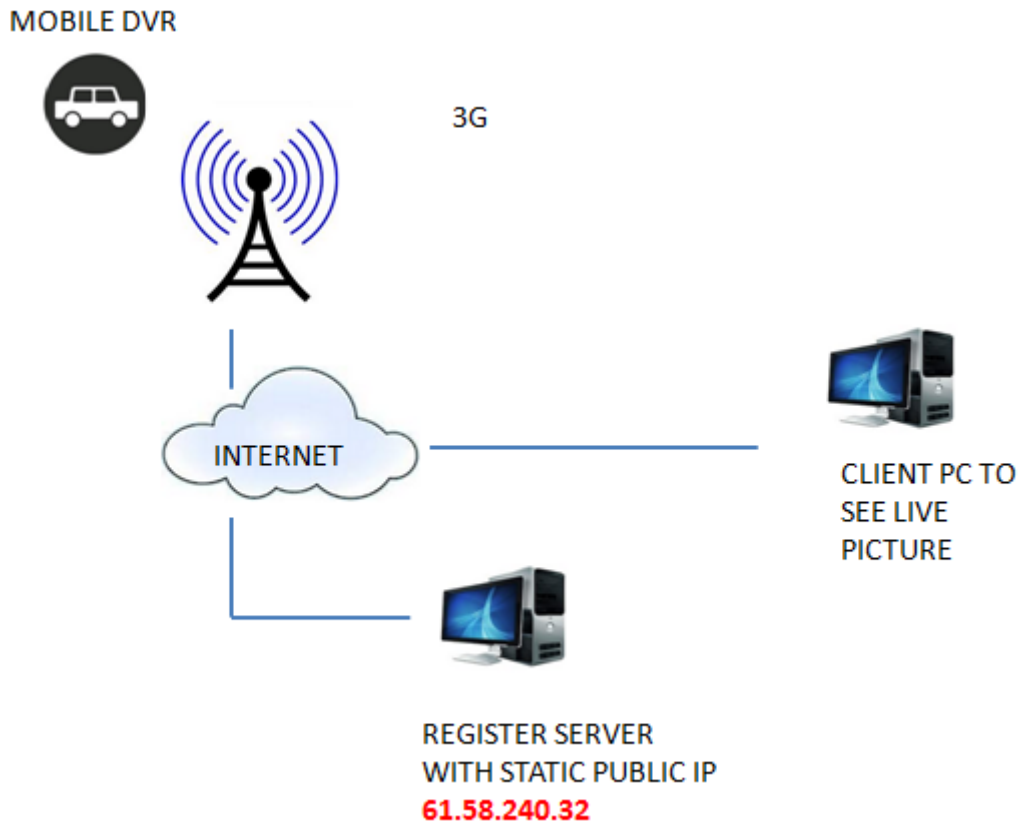 MOBILE DVR
3G
INTERNET
CLIENT PC TO
SEE LIVE
PICTURE
REGISTER SERVER
WITH STATIC PUBLIC IP
61.58.240.32